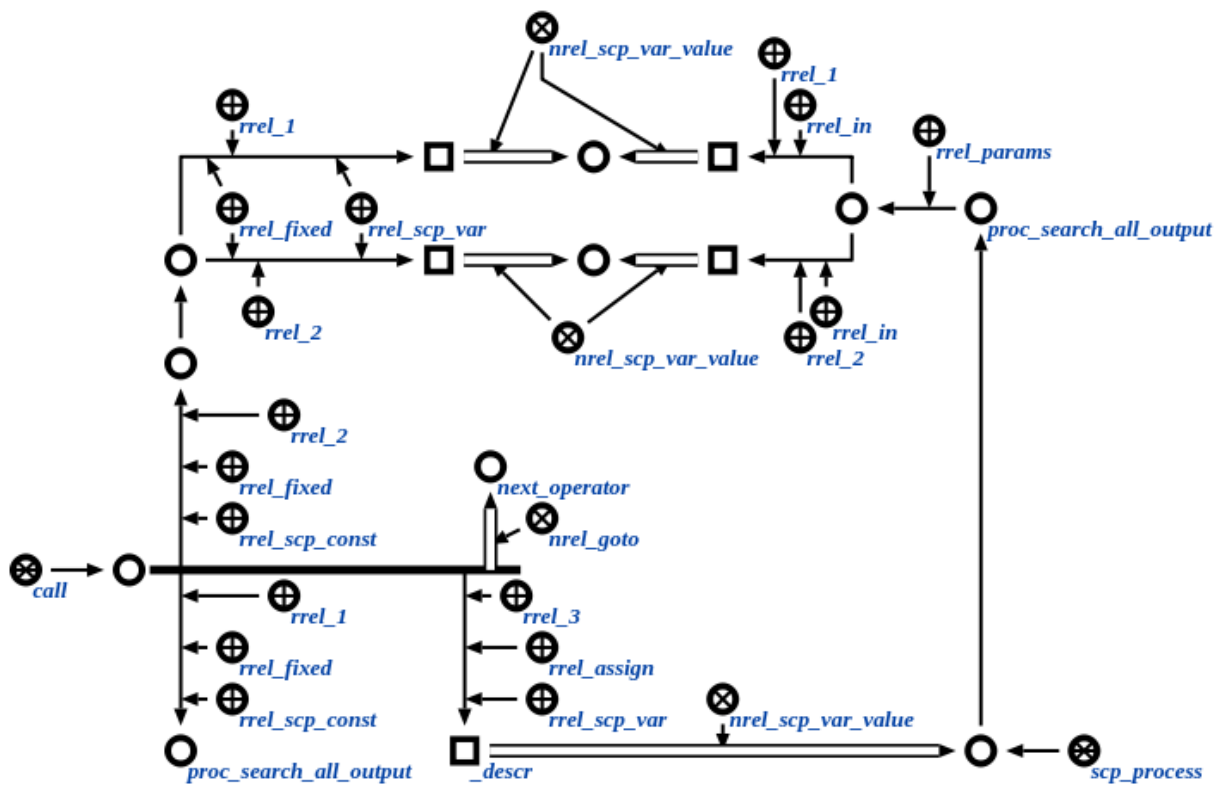 nrel_scp_var_value
rrel_1
rrel_1
rrel_in
rrel_params
rrel_fixed
rrel_scp_var
proc_search_all_output
rrel_2
rrel_in
nrel_scp_var_value
rrel_2
rrel_2
rrel_fixed
next_operator
rrel_scp_const
nrel_goto
call
rrel_1
rrel_3
rrel_fixed
rrel_assign
rrel_scp_const
rrel_scp_var
nrel_scp_var_value
proc_search_all_output
_descr
scp_process